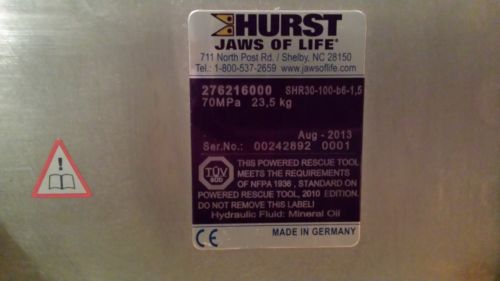 HURST
JAWS OF LIFE®
711 North Post Rd. / Shelby, NC 28150
Tel.: 1-800-537-2659 www.jawsoflife.com
276216000 SHR30-100-b6-1,5
70MPa 23,5 kg
Aug - 2013
Ser.No.: 00242892 0001
TÜV
SÜD
THIS POWERED RESCUE TOOL
MEETS THE REQUIREMENTS
OF NFPA 1936, STANDARD ON
POWERED RESCUE TOOL, 2010 EDITION.
DO NOT REMOVE THIS LABEL!
Hydraulic Fluid: Mineral Oil
CE MADE IN GERMANY